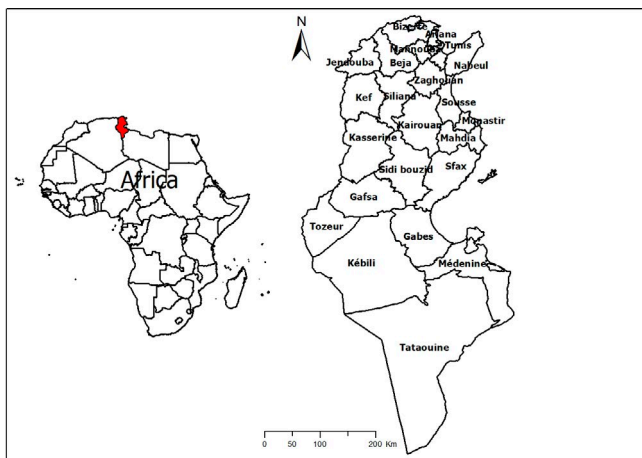 N
Bizerte
Ariana
Tunis
Mannouba
Jendouba
Beja
Nabeul
Zaghouan
Kef
Siliana
Sousse
Kairouan
Monastir
Kasserine
Mahdia
Sidi bouzid
Sfax
Africa
Gafsa
Tozeur
Gabes
Kébili
Médenine
Tataouine
0 50 100 200 Km